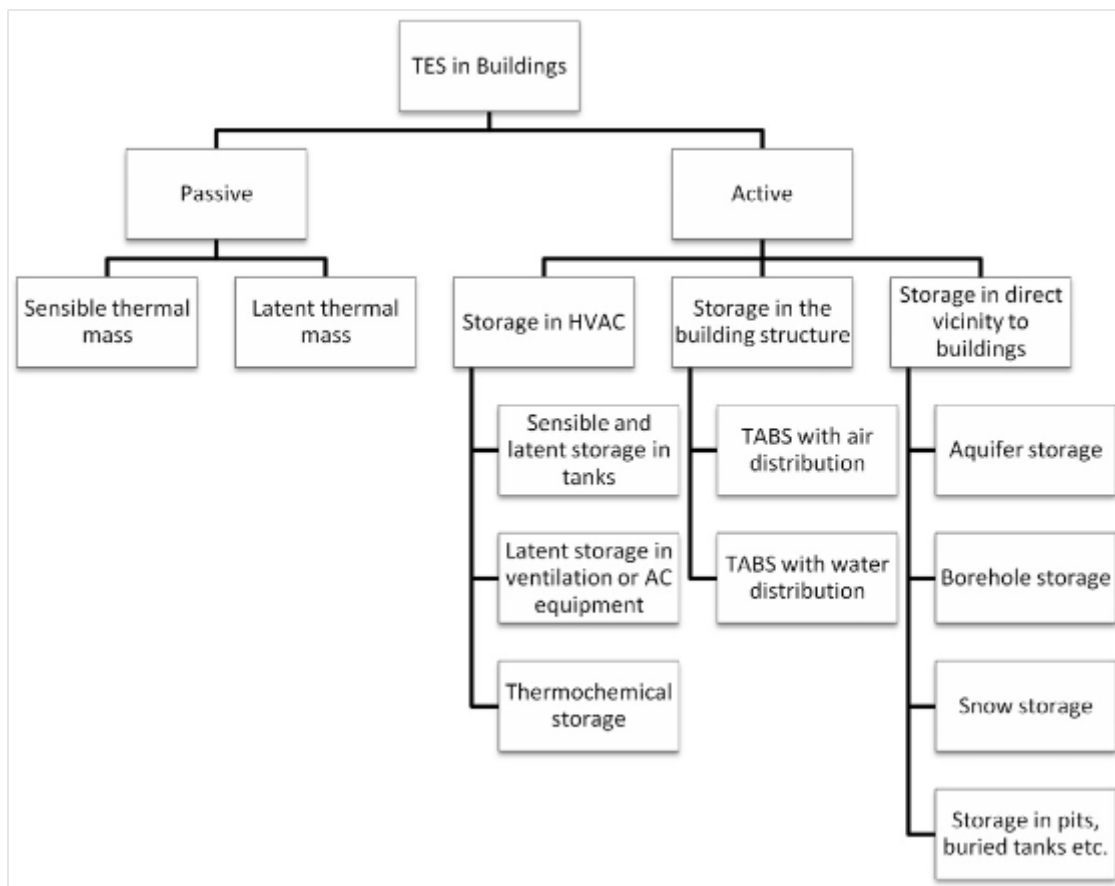 TES in Buildings
Passive
Active
Sensible thermal
mass
Latent thermal
mass
Storage in HVAC
Storage in the
building structure
Storage in direct
vicinity to
buildings
Sensible and
latent storage in
tanks
TABS with air
distribution
Aquifer storage
Latent storage in
ventilation or AC
equipment
TABS with water
distribution
Borehole storage
Thermochemical
storage
Snow storage
Storage in pits,
buried tanks etc.